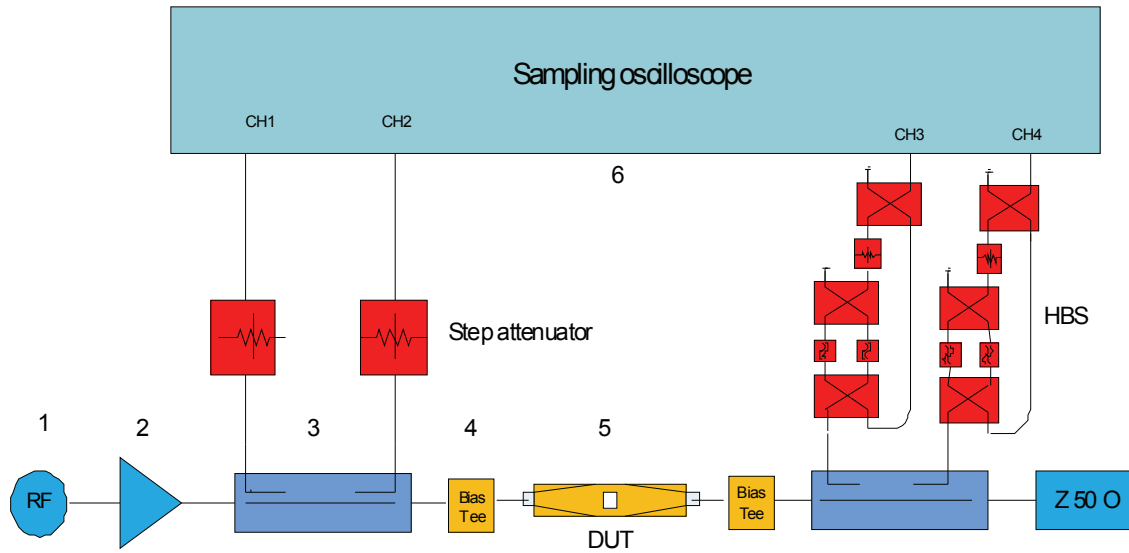 Sampling oscilloscope
CH1
CH2
CH3
CH4
6
Step attenuator
HBS
1
2
3
4
5
RF
Bias
Tee
DUT
Bias
Tee
Z 50 O